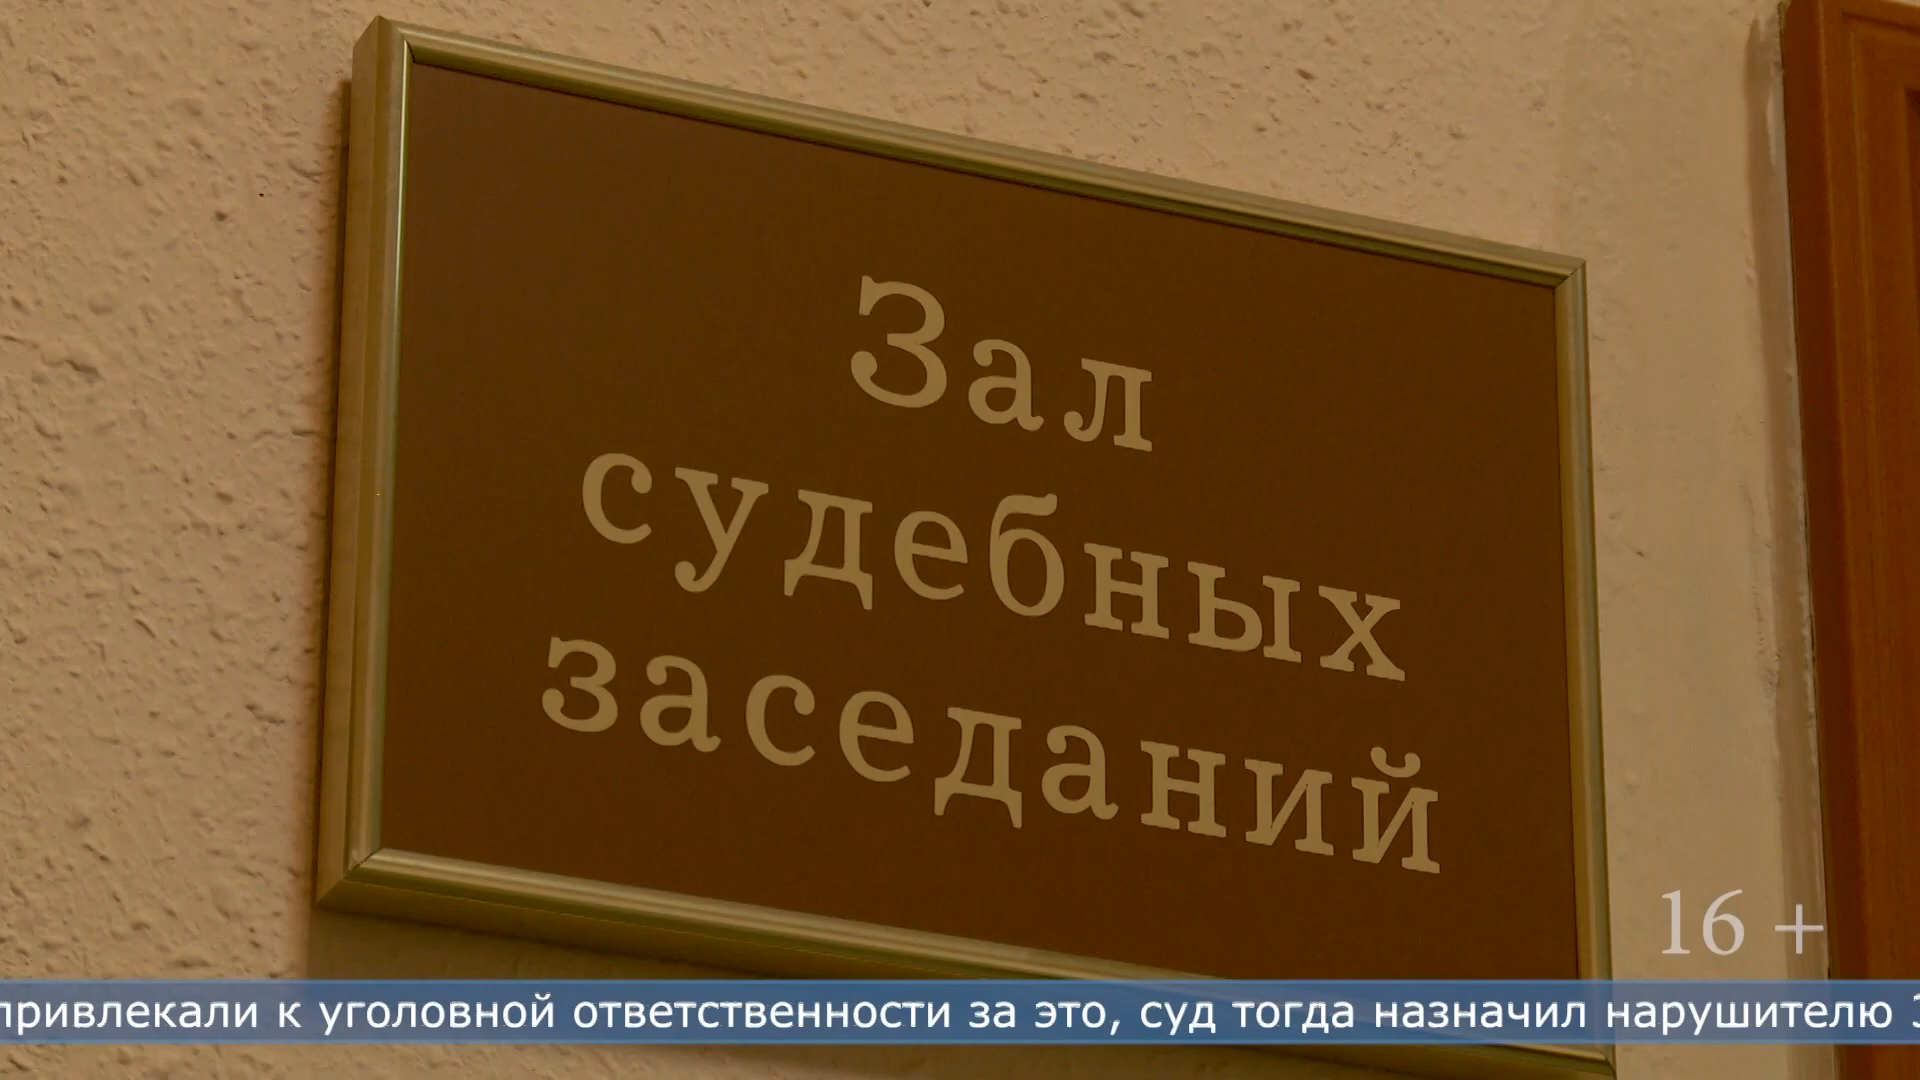 Зал
судебных
заседаний
16 +
привлекали к уголовной ответственности за это, суд тогда назначил нарушителю